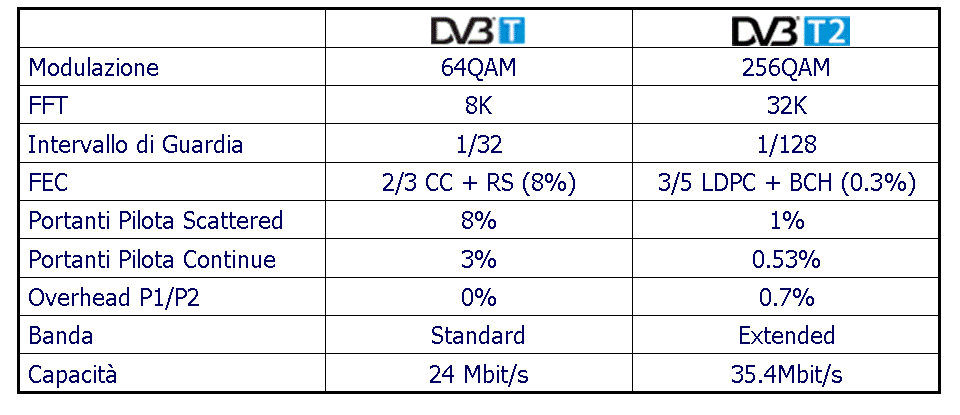 DVB T DVB T2
Modulazione 64QAM 256QAM
FFT 8K 32K
Intervallo di Guardia 1/32 1/128
FEC 2/3 CC + RS (8%) 3/5 LDPC + BCH (0.3%)
Portanti Pilota Scattered 8% 1%
Portanti Pilota Continue 3% 0.53%
Overhead P1/P2 0% 0.7%
Banda Standard Extended
Capacità 24 Mbit/s 35.4Mbit/s